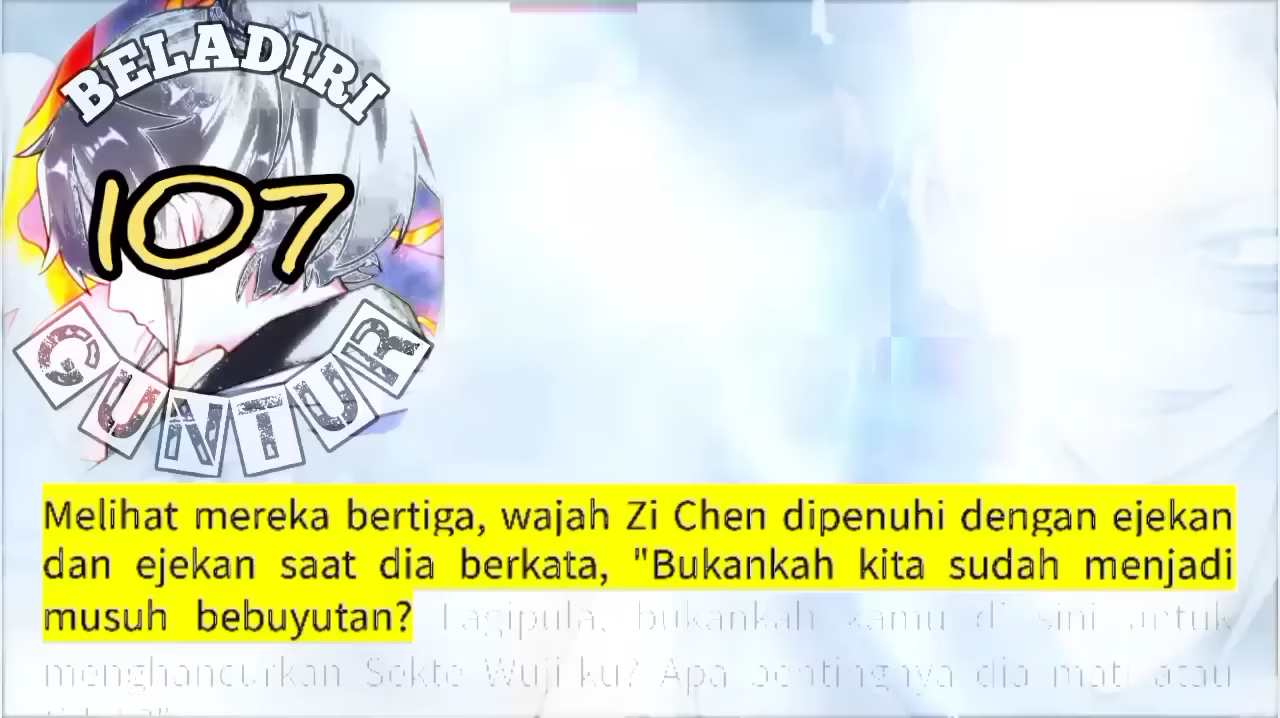 BELADIRI
107
GUNTUR
Melihat mereka bertiga, wajah Zi Chen dipenuhi dengan ejekan
dan ejekan saat dia berkata, "Bukankah kita sudah menjadi
musuh bebuyutan? Lagipula, bukankah kamu di sini untuk
menghancurkan Sekte Wuji ku? Apa pentingnya dia mati atau